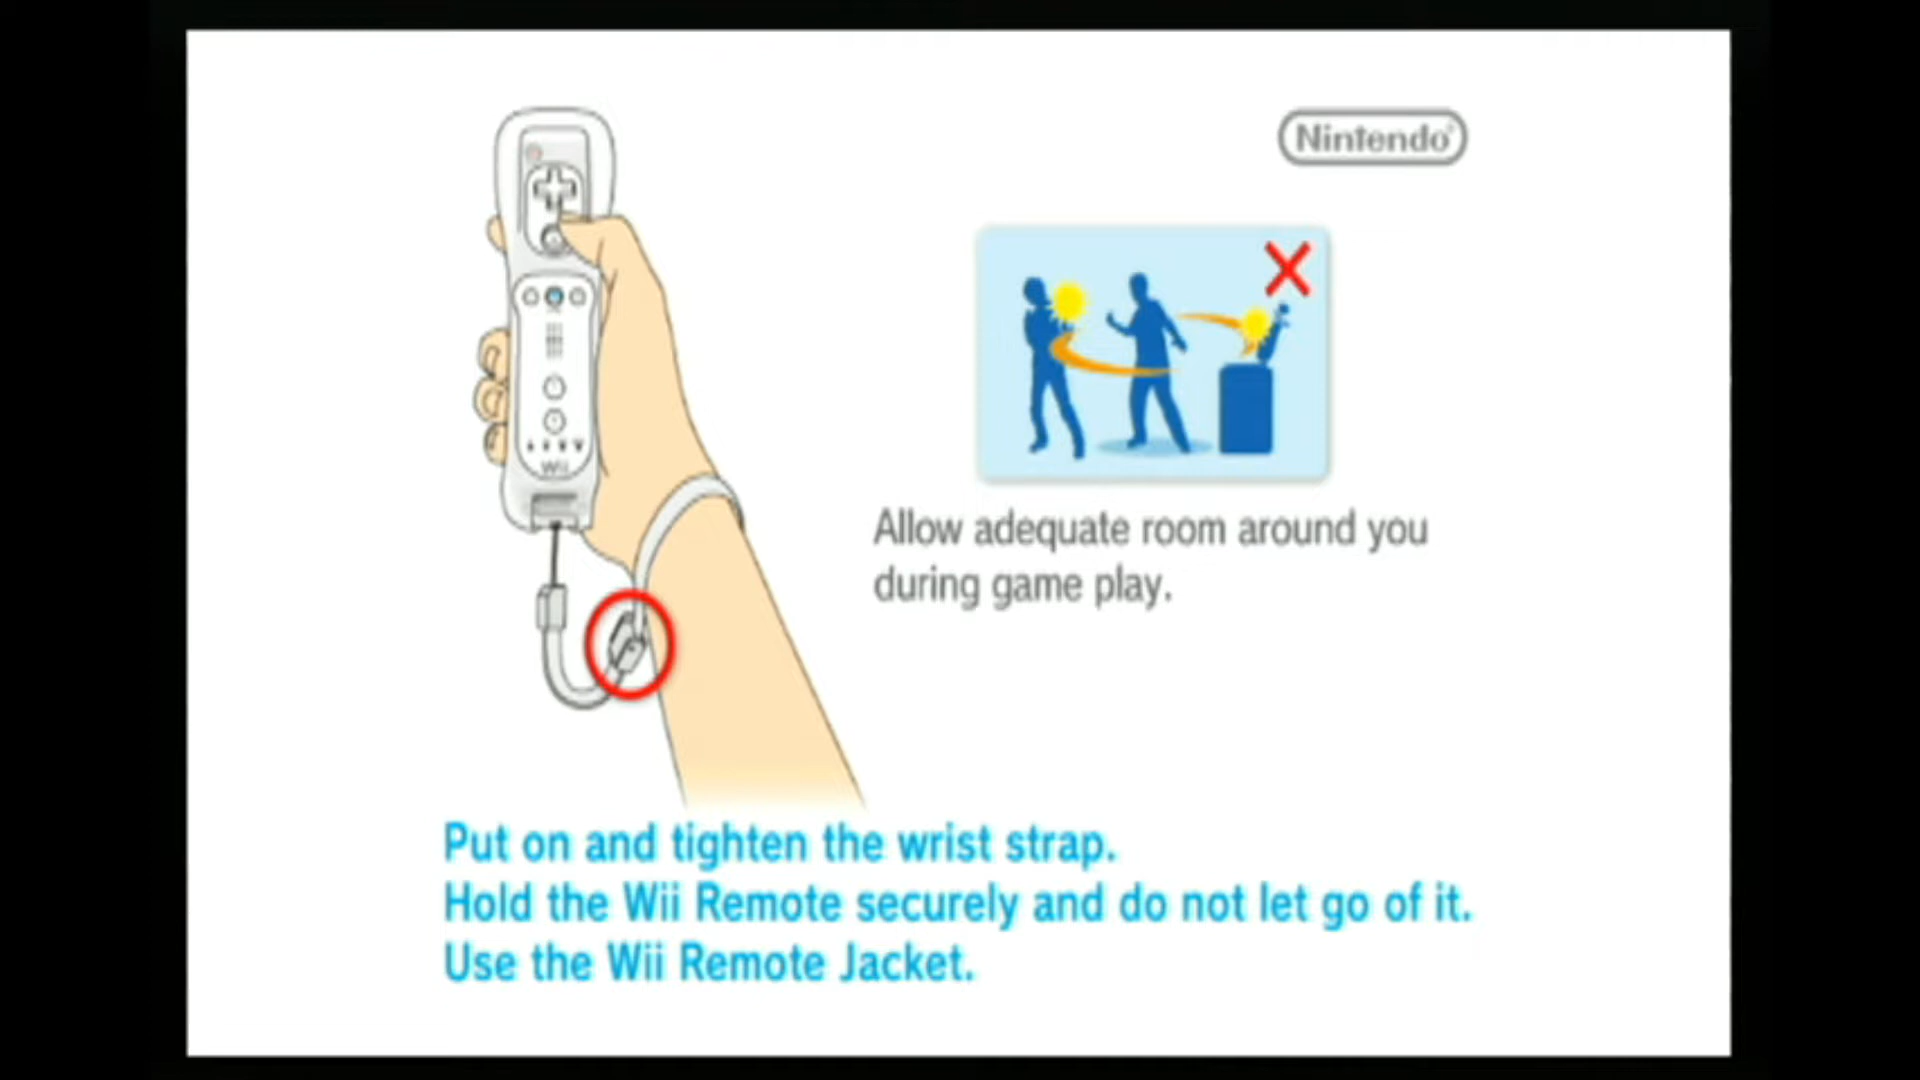 Nintendo
Allow adequate room around you
during game play.
Wii
Put on and tighten the wrist strap.
Hold the Wii Remote securely and do not let go of it.
Use the Wii Remote Jacket.